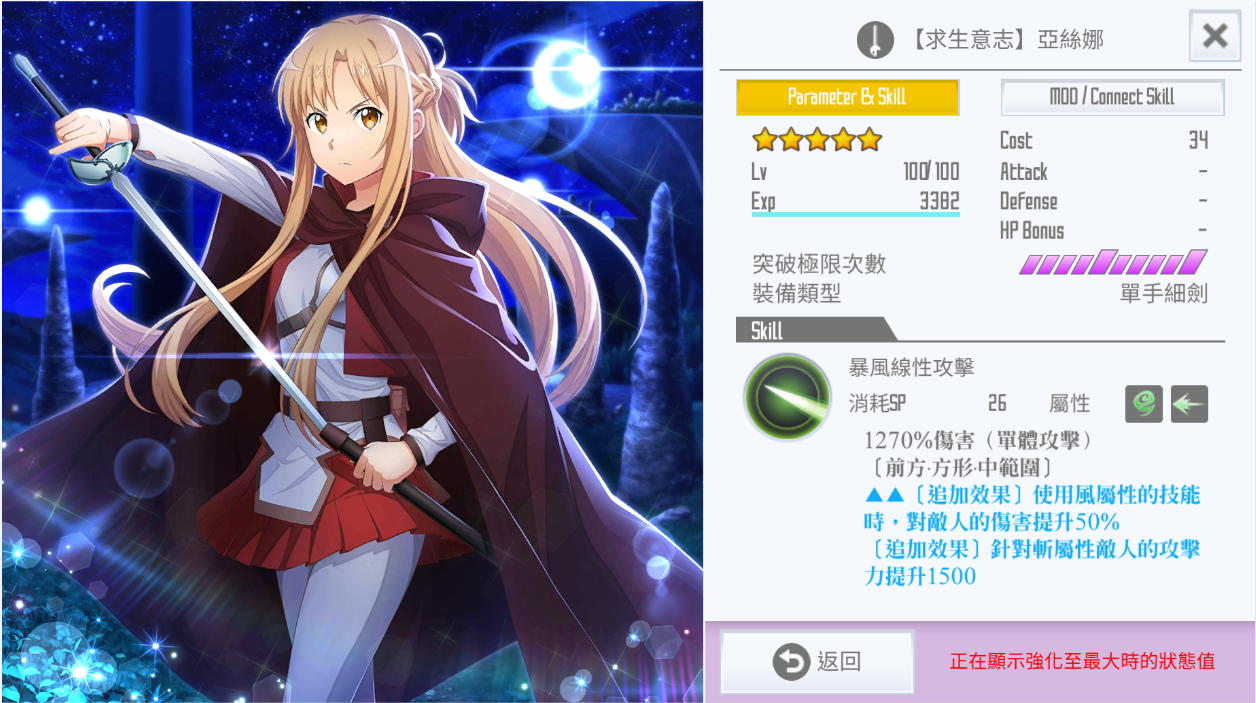 【求生意志】亞絲娜
Parameter & Skill
MOD / Connect Skill
Cost 34
Lv 100/100
Attack -
Exp 3382
Defense -
HP Bonus -
突破極限次數
裝備類型 單手細劍
Skill
暴風線性攻擊
消耗SP 26 屬性
1270%傷害（單體攻擊）
〔前方·方形·中範圍〕
▲▲〔追加效果〕使用風屬性的技能
時，對敵人的傷害提升50%
〔追加效果〕針對斬屬性敵人的攻擊
力提升1500
返回
正在顯示強化至最大時的狀態值